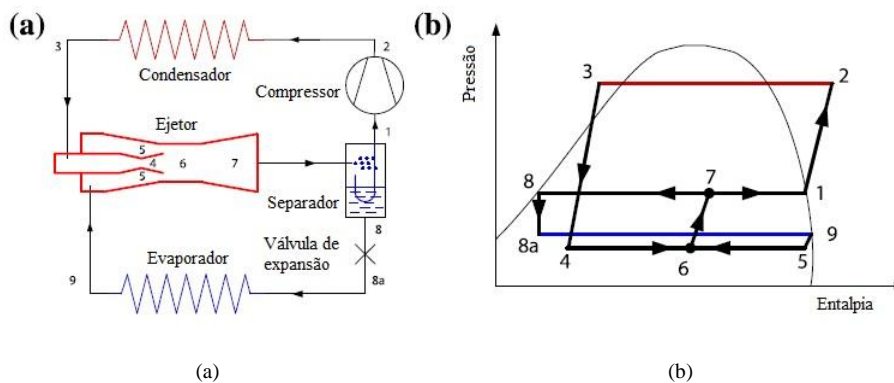 (a)
3
2
Condensador
Compressor
Ejetor
1
5
4
6
7
5
Separador
8
Válvula de
expansão
8a
Evaporador
9
(b)
Pressão
3
2
8
7
1
9
8a
4
6
5
Entalpia
(a)
(b)